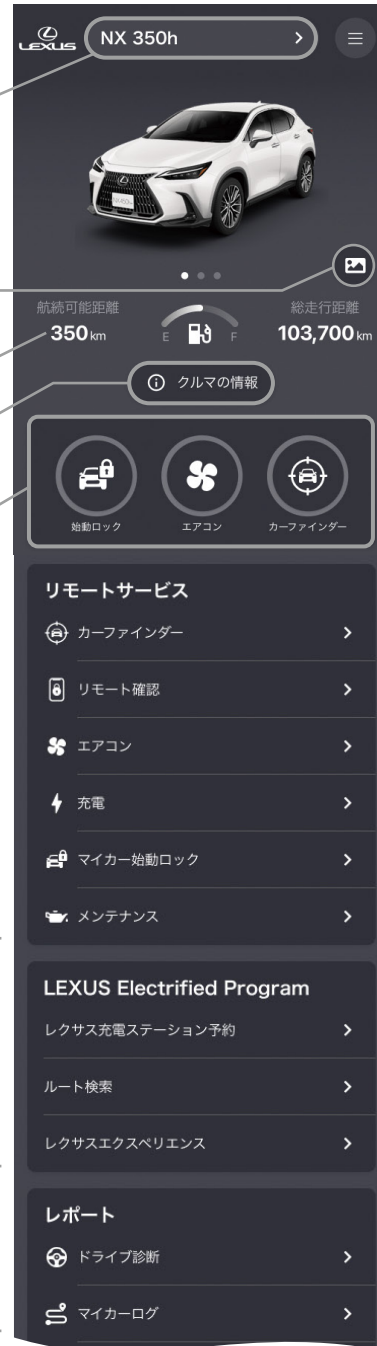 LEXUS
NX 350h
航続可能距離
350 km
E
F
総走行距離
103,700 km
クルマの情報
始動ロック
エアコン
カーファインダー
リモートサービス
カーファインダー
リモート確認
エアコン
充電
マイカー始動ロック
メンテナンス
LEXUS Electrified Program
レクサス充電ステーション予約
ルート検索
レクサスエクスペリエンス
レポート
ドライブ診断
マイカーログ